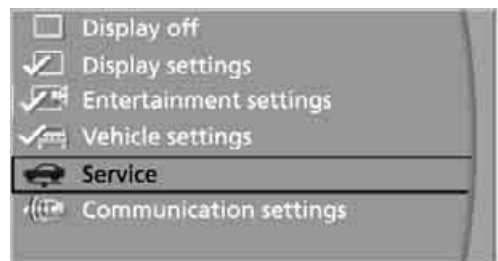 Display off
Display settings
Entertainment settings
Vehicle settings
Service
Communication settings